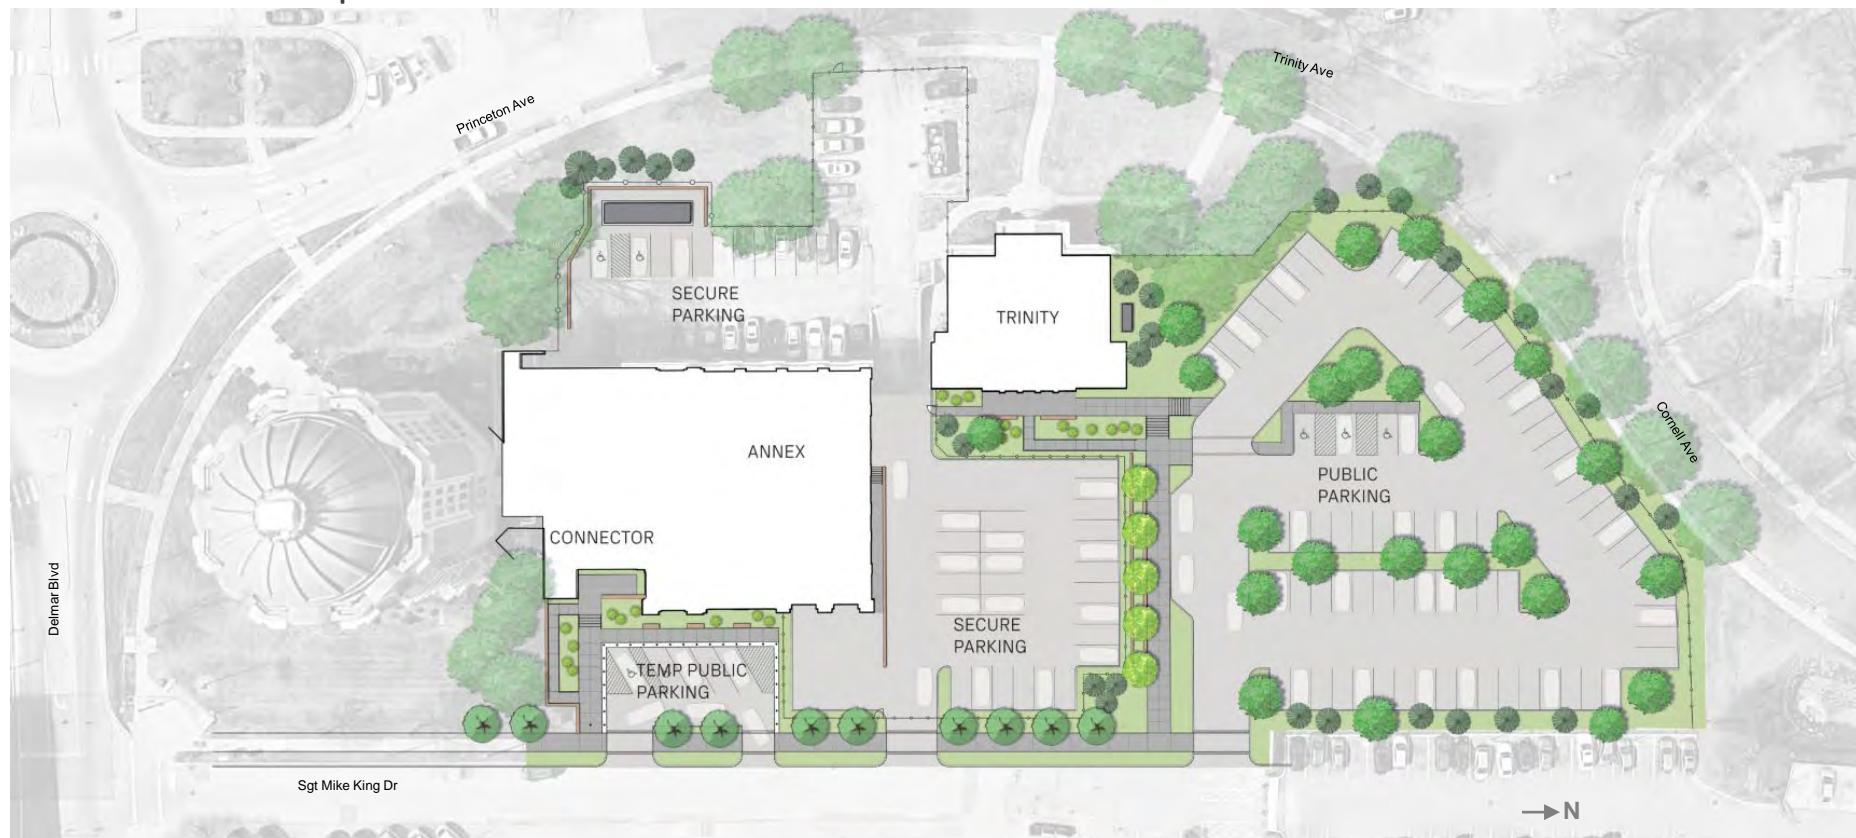 Trinity Ave
Princeton Ave
SECURE
PARKING
TRINITY
Cornell Ave
ANNEX
PUBLIC
PARKING
CONNECTOR
Delmar Blvd
SECURE
PARKING
TEMP PUBLIC
PARKING
Sgt Mike King Dr
N